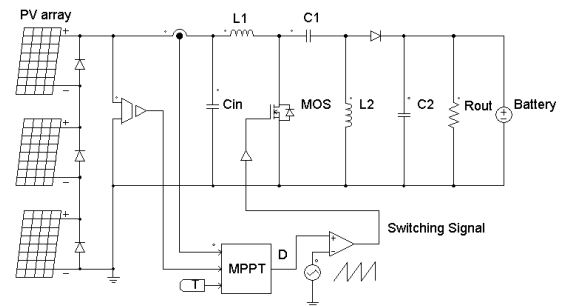 PV array
L1
C1
Cin
MOS
L2
C2
Rout
Battery
Switching Signal
MPPT
D
T